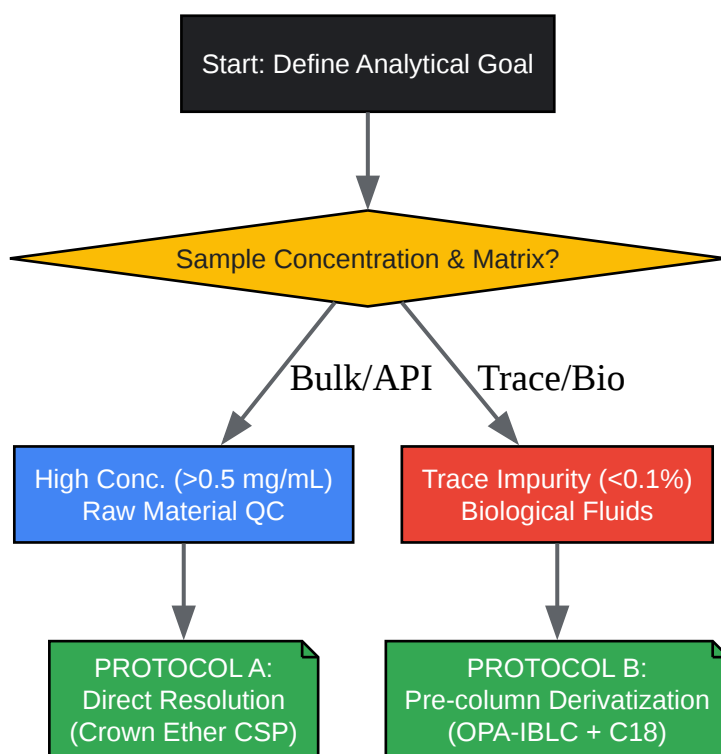 Start: Define Analytical Goal
Sample Concentration & Matrix?
Bulk/API
Trace/Bio
High Conc. (>0.5 mg/mL)
Raw Material QC
Trace Impurity (<0.1%)
Biological Fluids
PROTOCOL A:
Direct Resolution
(Crown Ether CSP)
PROTOCOL B:
Pre-column Derivatization
(OPA-IBLC + C18)